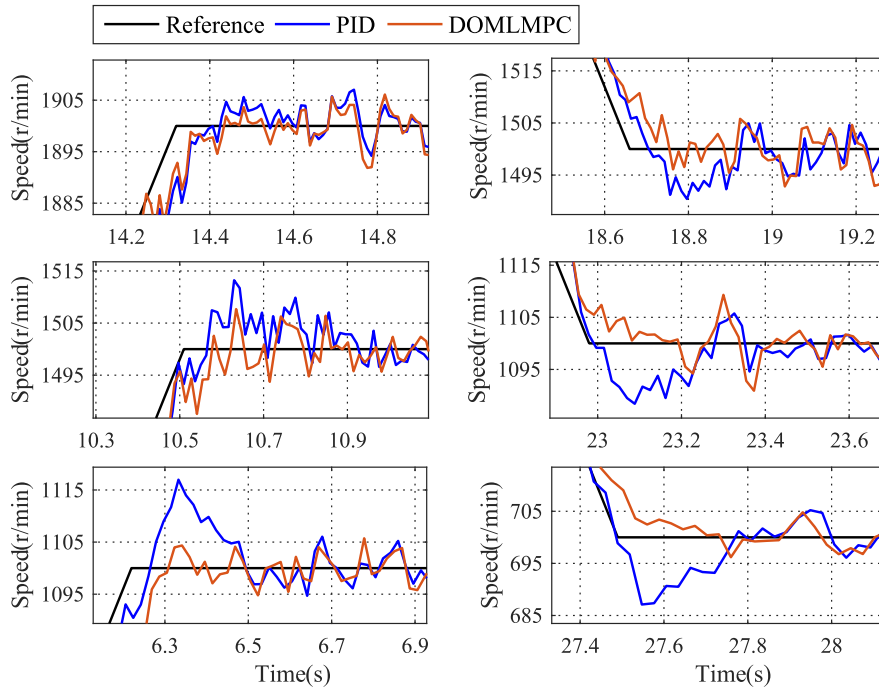 Reference PID DOMLMPC
Speed(r/min)
1905
1895
1885
14.2 14.4 14.6 14.8
Speed(r/min)
1515
1505
1495
18.6 18.8 19 19.2
Speed(r/min)
1515
1505
1495
10.3 10.5 10.7 10.9
Speed(r/min)
1115
1105
1095
23 23.2 23.4 23.6
Speed(r/min)
1115
1105
1095
6.3 6.5 6.7 6.9
Time(s)
Speed(r/min)
705
695
685
27.4 27.6 27.8 28
Time(s)